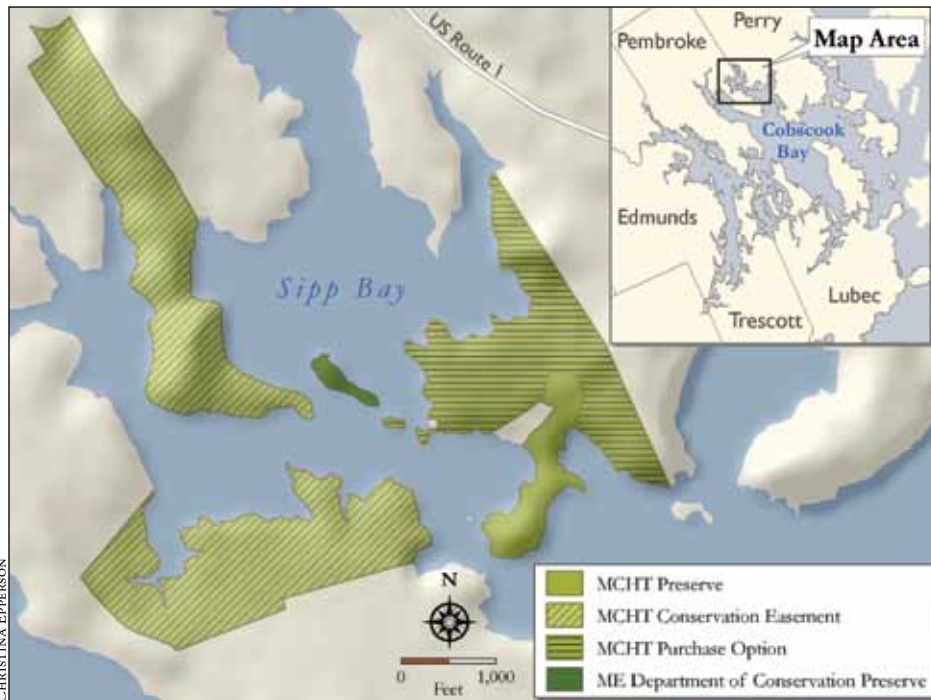 US Route 1
Perry
Pembroke
Map Area
Cobscook
Bay
Edmunds
Lubec
Trescott
Sipp Bay
N
0
1,000
Feet
MCHT Preserve
MCHT Conservation Easement
MCHT Purchase Option
ME Department of Conservation Preserve
CHRISTINA EPPERSON